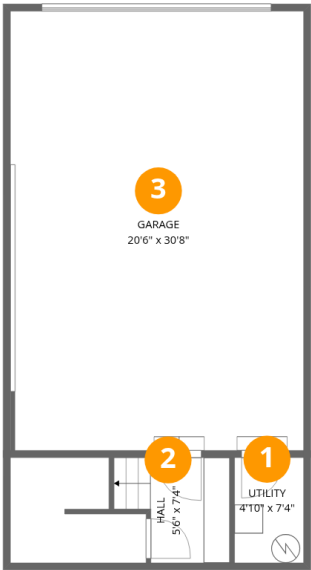 3
GARAGE
20'6" x 30'8"
2
1
HALL
5'6" x 7'4"
UTILITY
4'10" x 7'4"